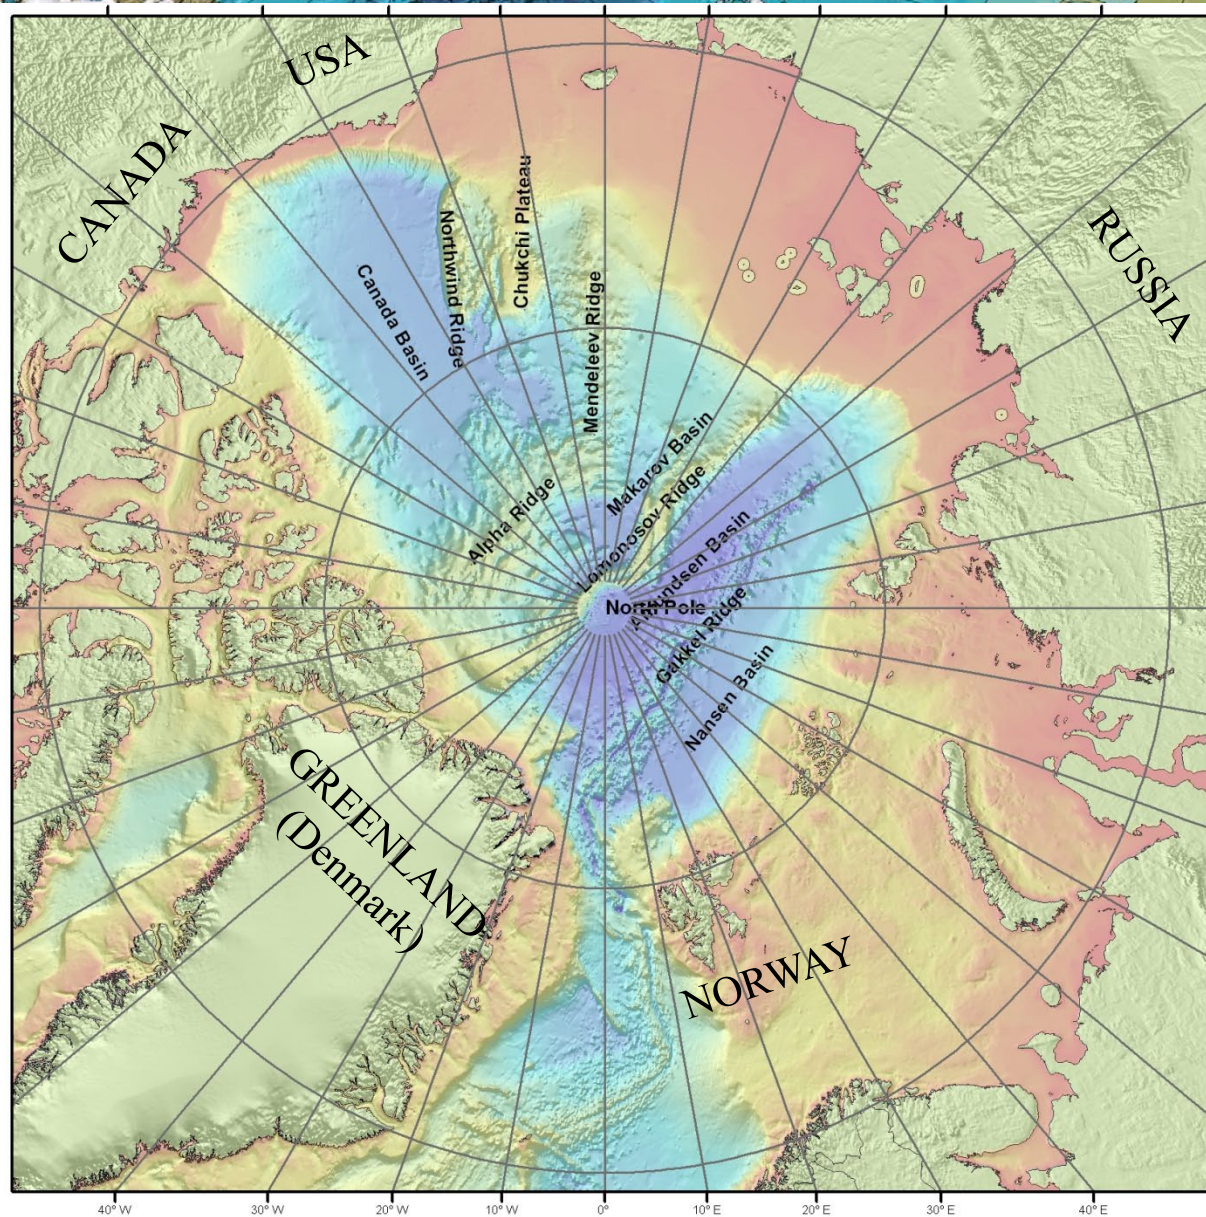 USA
CANADA
RUSSIA
Chukchi Plateau
Northwind Ridge
Canada Basin
Mendeleev Ridge
Makarov Basin
Alpha Ridge
Lomonosov Ridge
Amundsen Basin
North Pole
Gakkel Ridge
Nansen Basin
GREENLAND
(Denmark)
NORWAY
40° W 30° W 20° W 10° W 0° 10° E 20° E 30° E 40° E